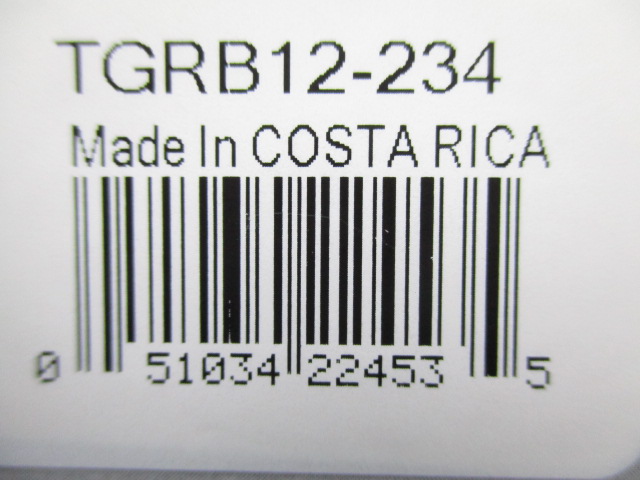 TGRB12-234
Made In COSTA RICA
0 51034 22453 5